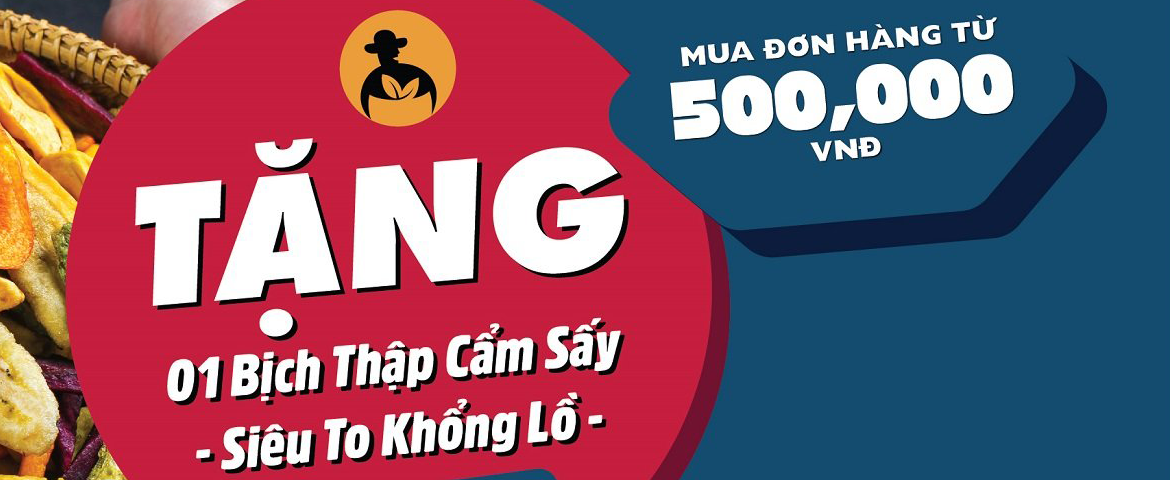 MUA ĐƠN HÀNG TỪ
500,000
VNĐ
TẶNG
01 Bịch Thập Cẩm Sấy
- Siêu To Khổng Lồ -